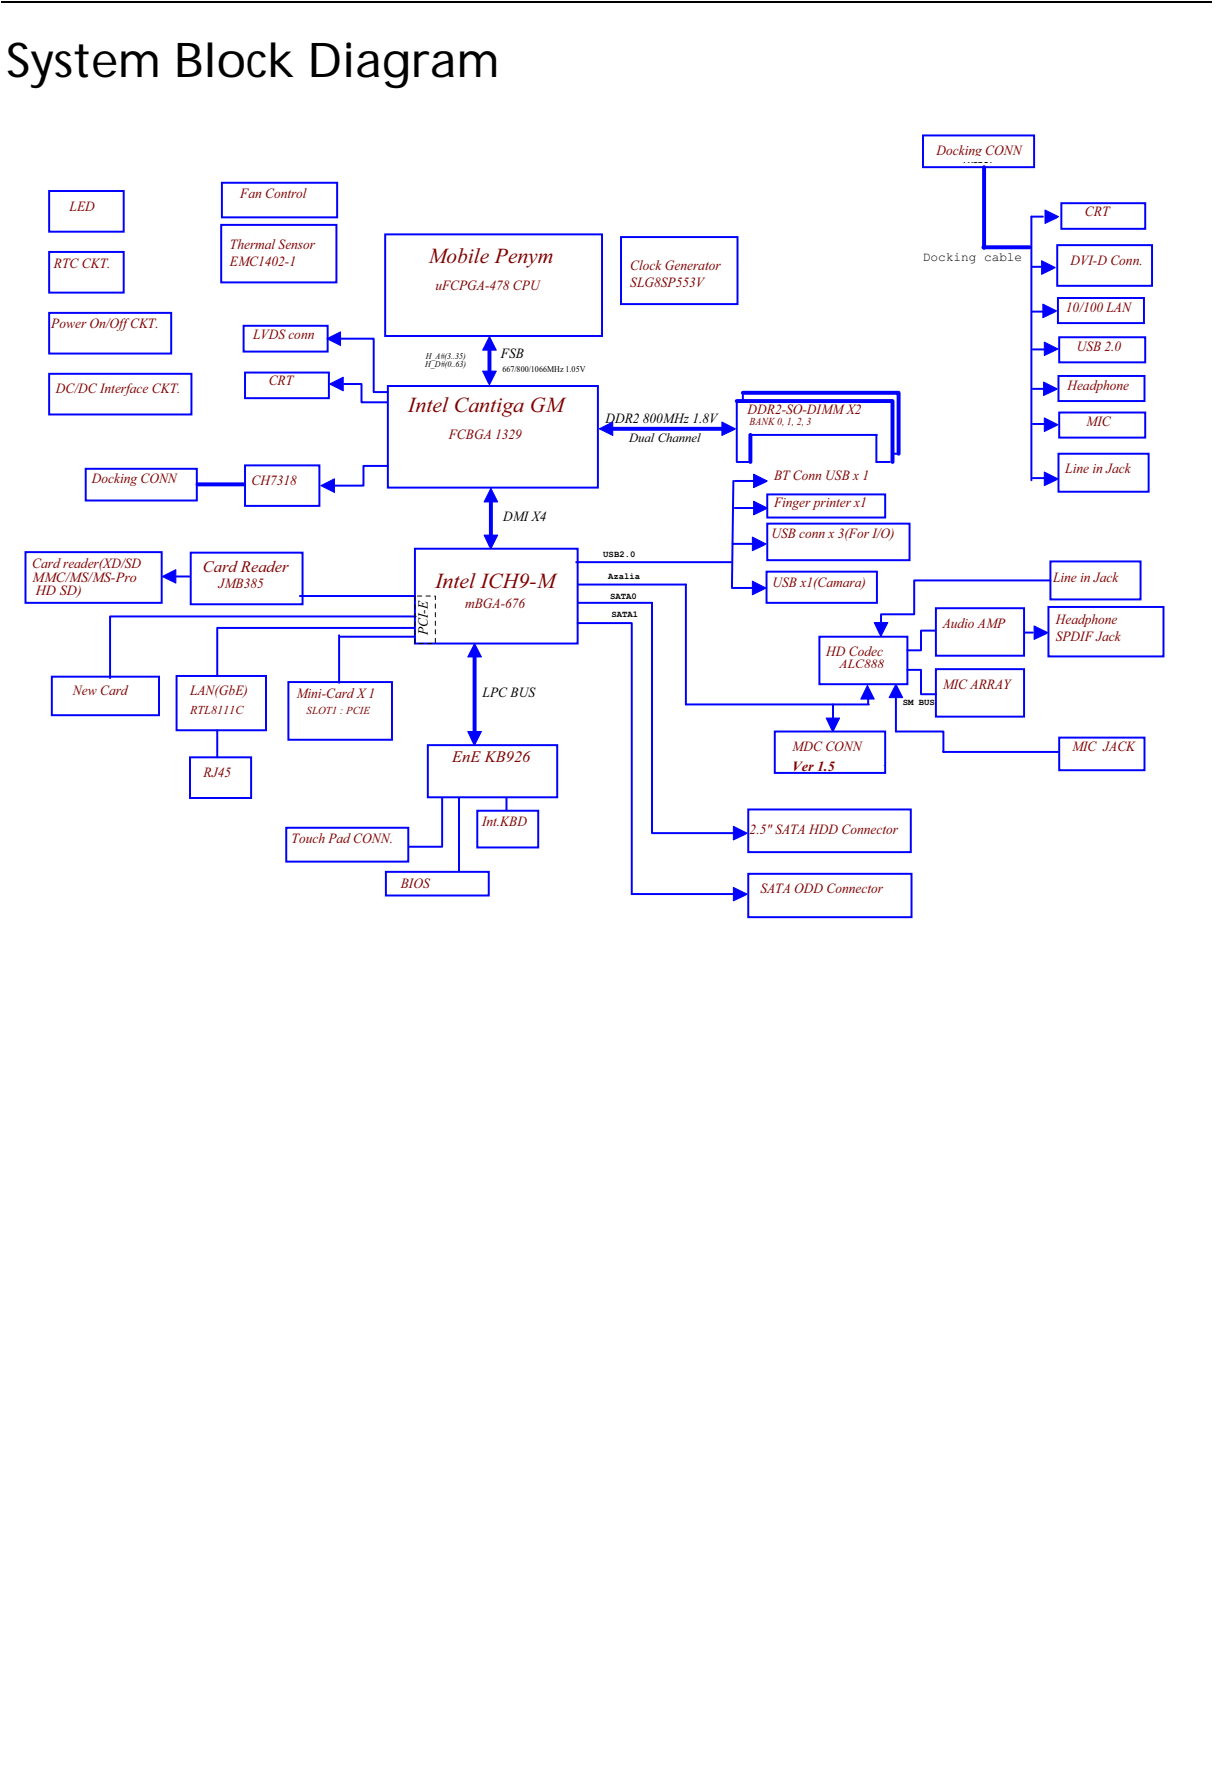 System Block Diagram
Docking CONN
LED
Fan Control
CRT
Thermal Sensor
EMC1402-1
Mobile Penym
uFCPGA-478 CPU
Clock Generator
SLG8SP553V
Docking cable
DVI-D Conn.
RTC CKT.
10/100 LAN
Power On/Off CKT.
LVDS conn
H_A#(3..35)
H_D#(0..63)
FSB
667/800/1066MHz 1.05V
USB 2.0
DC/DC Interface CKT.
CRT
Headphone
Intel Cantiga GM
FCBGA 1329
DDR2 800MHz 1.8V
Dual Channel
DDR2-SO-DIMM X2
BANK 0, 1, 2, 3
MIC
Docking CONN
CH7318
BT Conn USB x 1
Line in Jack
Finger printer x1
DMI X4
USB conn x 3(For I/O)
Card reader(XD/SD
MMC/MS/MS-Pro
HD SD)
Card Reader
JMB385
Intel ICH9-M
mBGA-676
PCI-E
USB2.0
Azalia
SATA0
SATA1
USB x1(Camara)
Line in Jack
Audio AMP
Headphone
SPDIF Jack
HD Codec
ALC888
MIC ARRAY
SM BUS
New Card
LAN(GbE)
RTL8111C
Mini-Card X 1
SLOT1 : PCIE
LPC BUS
MDC CONN
Ver 1.5
MIC JACK
RJ45
EnE KB926
Int.KBD
Touch Pad CONN.
2.5" SATA HDD Connector
BIOS
SATA ODD Connector